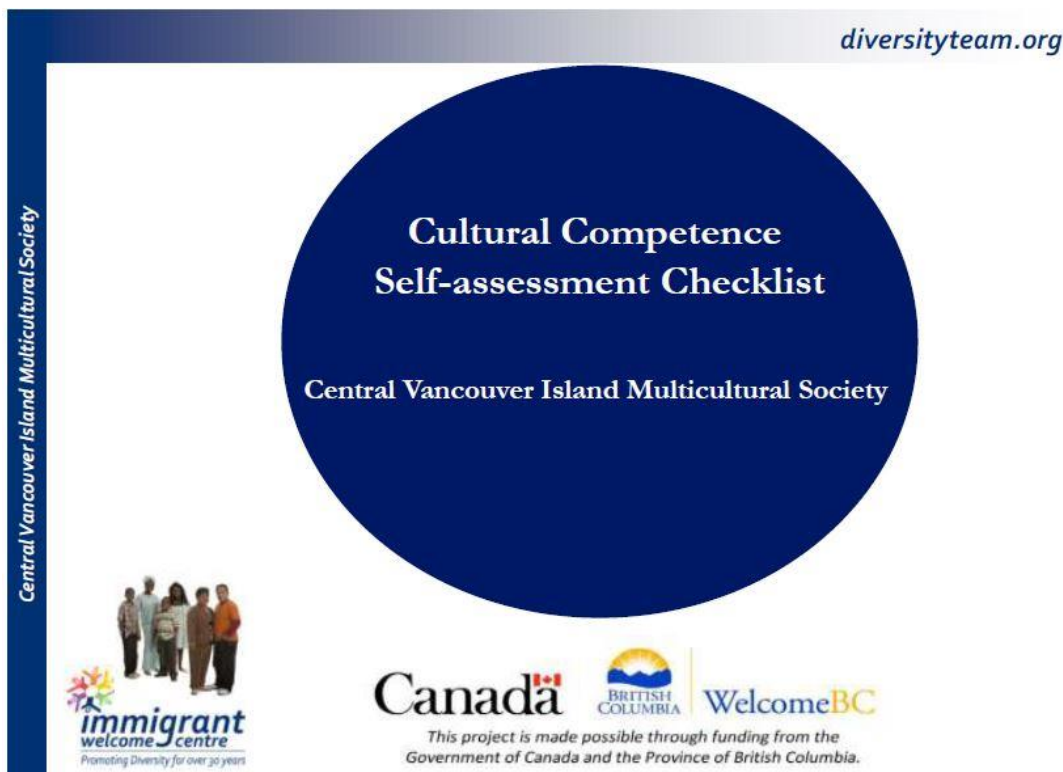 diversityteam.org
Central Vancouver Island Multicultural Society
Cultural Competence
Self-assessment Checklist
Central Vancouver Island Multicultural Society
immigrant
welcome centre
Promoting Diversity for over 30 years
Canada
BRITISH
COLUMBIA
WelcomeBC
This project is made possible through funding from the
Government of Canada and the Province of British Columbia.